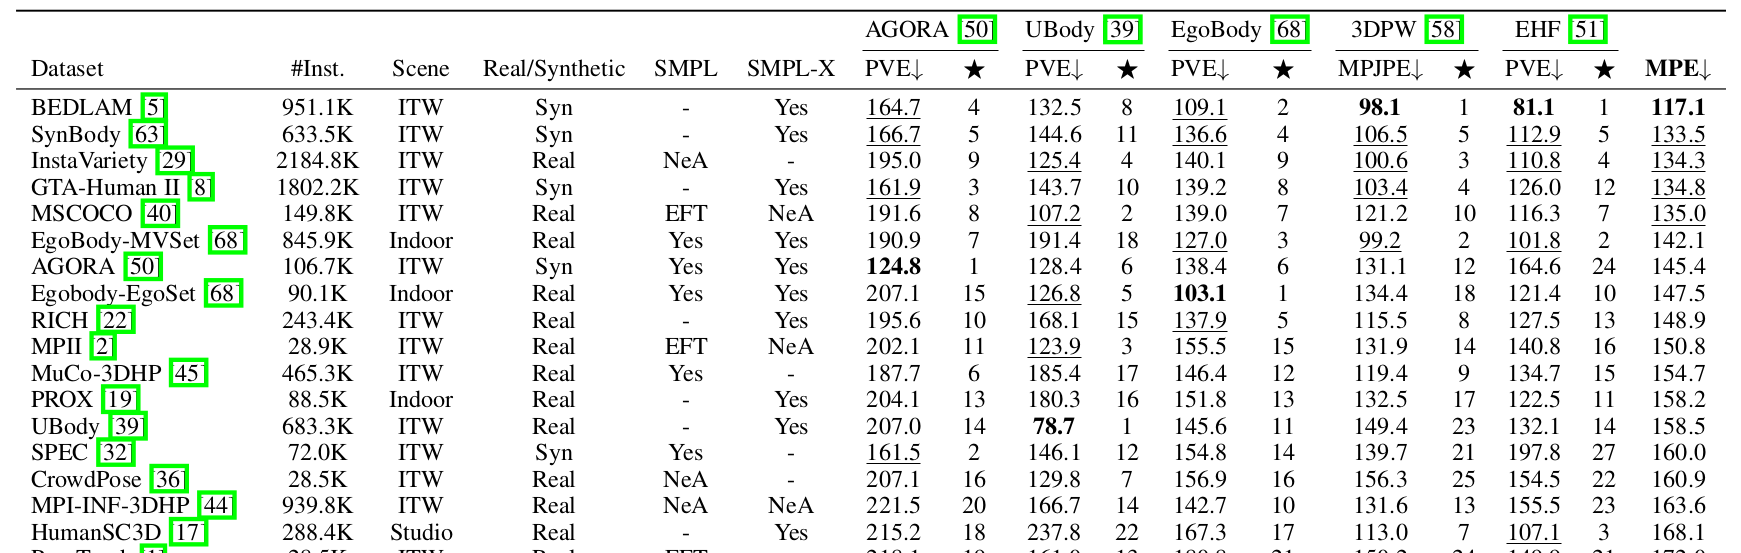 AGORA [50] UBody [39] EgoBody [68] 3DPW [58] EHF [51]
Dataset #Inst. Scene Real/Synthetic SMPL SMPL-X PVE↓ ★ PVE↓ ★ PVE↓ ★ MPJPE↓ ★ PVE↓ ★ MPE↓
BEDLAM [5] 951.1K ITW Syn - Yes 164.7 4 132.5 8 109.1 2 98.1 1 81.1 1 117.1
SynBody [63] 633.5K ITW Syn - Yes 166.7 5 144.6 11 136.6 4 106.5 5 112.9 5 133.5
InstaVariety [29] 2184.8K ITW Real NeA - 195.0 9 125.4 4 140.1 9 100.6 3 110.8 4 134.3
GTA-Human II [8] 1802.2K ITW Syn - Yes 161.9 3 143.7 10 139.2 8 103.4 4 126.0 12 134.8
MSCOCO [40] 149.8K ITW Real EFT NeA 191.6 8 107.2 2 139.0 7 121.2 10 116.3 7 135.0
EgoBody-MVSet [68] 845.9K Indoor Real Yes Yes 190.9 7 191.4 18 127.0 3 99.2 2 101.8 2 142.1
AGORA [50] 106.7K ITW Syn Yes Yes 124.8 1 128.4 6 138.4 6 131.1 12 164.6 24 145.4
Egobody-EgoSet [68] 90.1K Indoor Real Yes Yes 207.1 15 126.8 5 103.1 1 134.4 18 121.4 10 147.5
RICH [22] 243.4K ITW Real - Yes 195.6 10 168.1 15 137.9 5 115.5 8 127.5 13 148.9
MPII [2] 28.9K ITW Real EFT NeA 202.1 11 123.9 3 155.5 15 131.9 14 140.8 16 150.8
MuCo-3DHP [45] 465.3K ITW Real Yes - 187.7 6 185.4 17 146.4 12 119.4 9 134.7 15 154.7
PROX [19] 88.5K Indoor Real - Yes 204.1 13 180.3 16 151.8 13 132.5 17 122.5 11 158.2
UBody [39] 683.3K ITW Real - Yes 207.0 14 78.7 1 145.6 11 149.4 23 132.1 14 158.5
SPEC [32] 72.0K ITW Syn Yes - 161.5 2 146.1 12 154.8 14 139.7 21 197.8 27 160.0
CrowdPose [36] 28.5K ITW Real NeA - 207.1 16 129.8 7 156.9 16 156.3 25 154.5 22 160.9
MPI-INF-3DHP [44] 939.8K ITW Real NeA NeA 221.5 20 166.7 14 142.7 10 131.6 13 155.5 23 163.6
HumanSC3D [17] 288.4K Studio Real - Yes 215.2 18 237.8 22 167.3 17 113.0 7 107.1 3 168.1